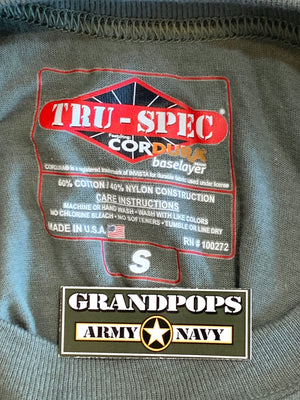 TRU-SPEC
CORDURA
baselayer
CORDURA® is a registered trademark of INVISTA for durable fabric used under license
60% COTTON / 40% NYLON CONSTRUCTION
CARE INSTRUCTIONS
MACHINE OR HAND WASH • WASH WITH LIKE COLORS
NO CHLORINE BLEACH • NO SOFTENERS • TUMBLE OR LINE DRY
MADE IN U.S.A.
RN# 100272
S
GRANDPOPS
ARMY NAVY